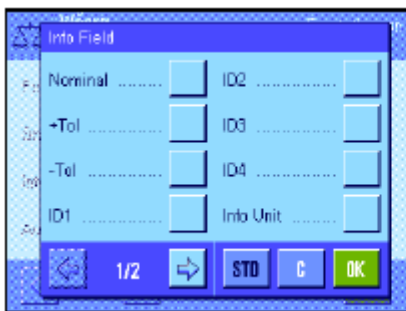 Info Field
Nominal .......... ID2 ..................
+Tol .............. ID3 ..................
-Tol ............... ID4 ..................
ID1 ................ Info Unit ..........
1/2 STD C OK